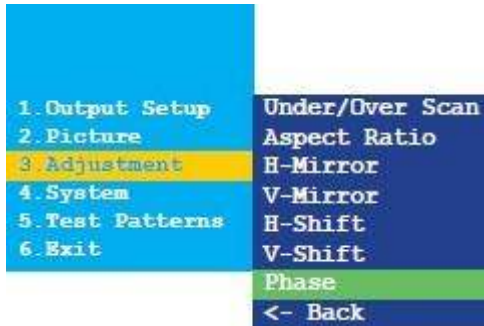 1.Output Setup
2.Picture
3.Adjustment
4.System
5.Test Patterns
6.Exit
Under/Over Scan
Aspect Ratio
H-Mirror
V-Mirror
H-Shift
V-Shift
Phase
<- Back